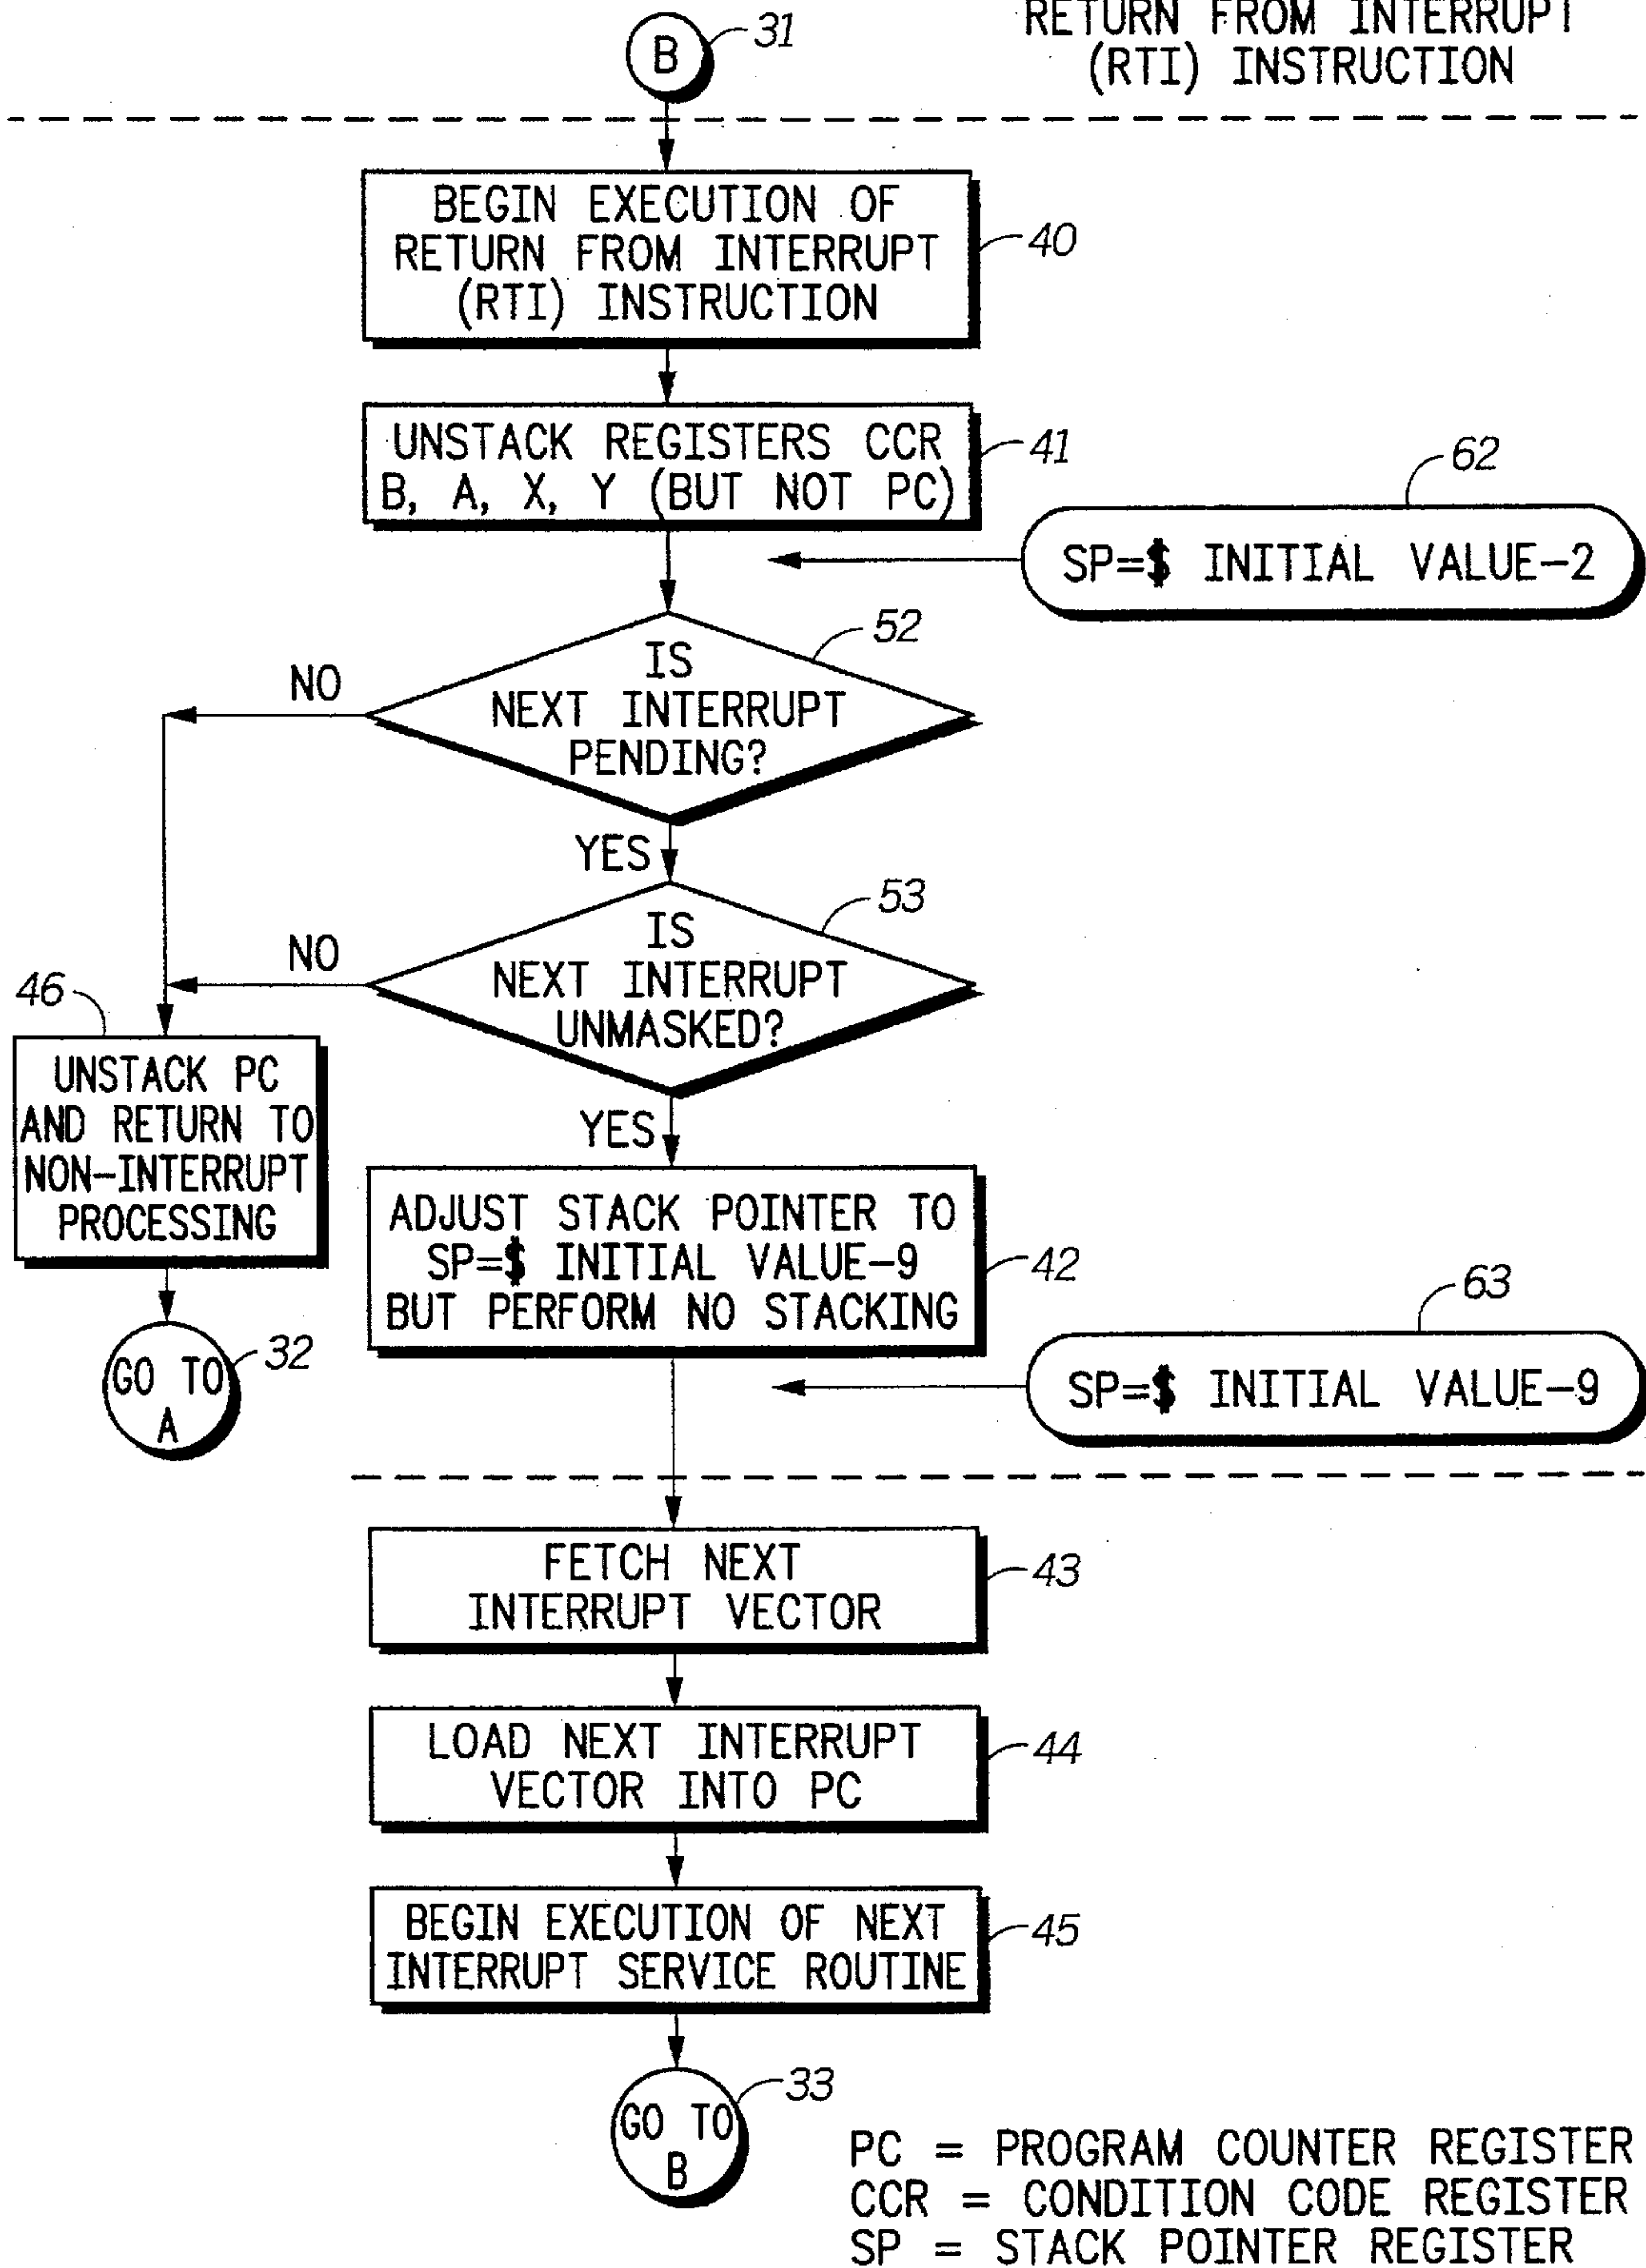 RETURN FROM INTERRUPT
(RTI) INSTRUCTION
B
31
BEGIN EXECUTION OF
RETURN FROM INTERRUPT
(RTI) INSTRUCTION
40
UNSTACK REGISTERS CCR
B, A, X, Y (BUT NOT PC)
41
62
SP=$ INITIAL VALUE-2
52
IS
NEXT INTERRUPT
PENDING?
NO
YES
53
IS
NEXT INTERRUPT
UNMASKED?
NO
46
UNSTACK PC
AND RETURN TO
NON-INTERRUPT
PROCESSING
YES
ADJUST STACK POINTER TO
SP=$ INITIAL VALUE-9
BUT PERFORM NO STACKING
42
63
SP=$ INITIAL VALUE-9
GO TO
A
32
FETCH NEXT
INTERRUPT VECTOR
43
LOAD NEXT INTERRUPT
VECTOR INTO PC
44
BEGIN EXECUTION OF NEXT
INTERRUPT SERVICE ROUTINE
45
GO TO
B
33
PC = PROGRAM COUNTER REGISTER
CCR = CONDITION CODE REGISTER
SP = STACK POINTER REGISTER